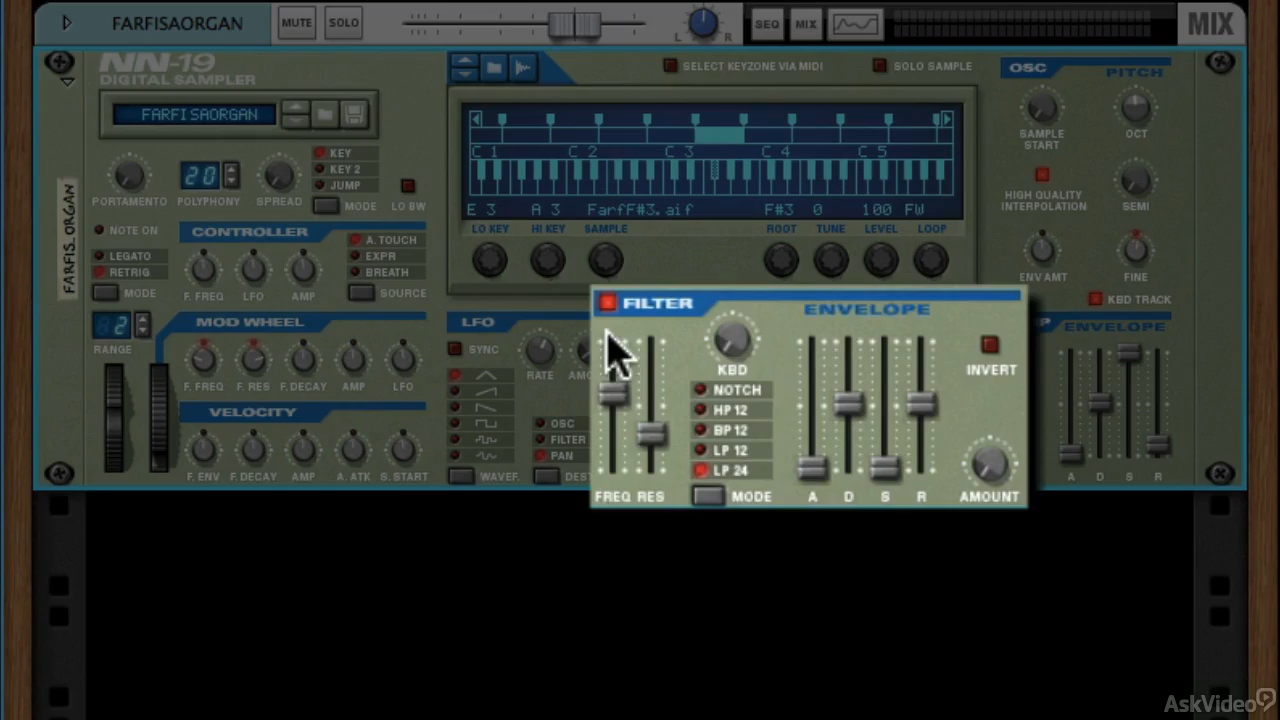 FARFISAORGAN
MUTE
SOLO
L R
SEQ
MIX
MIX
NN-19
DIGITAL SAMPLER
FARFISAORGAN
PORTAMENTO
20
POLYPHONY
SPREAD
KEY
KEY 2
JUMP
MODE
LO BW
SELECT KEYZONE VIA MIDI
SOLO SAMPLE
C 1 C 2 C 3 C 4 C 5
E 3 A 3 FarfF#3.aif F#3 0 100 FW
LO KEY HI KEY SAMPLE ROOT TUNE LEVEL LOOP
OSC
PITCH
SAMPLE START
OCT
HIGH QUALITY INTERPOLATION
SEMI
ENV AMT
FINE
KBD TRACK
FARFIS.ORGAN
NOTE ON
LEGATO
RETRIG
MODE
2
RANGE
CONTROLLER
F. FREQ LFO AMP
A. TOUCH
EXPR
BREATH
SOURCE
MOD WHEEL
F. FREQ F. RES F.DECAY AMP LFO
VELOCITY
F. ENV F. DECAY AMP A. ATK S. START
LFO
SYNC
RATE
OSC
FILTER
PAN
WAVEF.
FILTER
ENVELOPE
KBD
NOTCH
HP 12
BP 12
LP 12
LP 24
INVERT
FREQ RES
MODE
A D S R
AMOUNT
ENVELOPE
A D S R
AskVideo